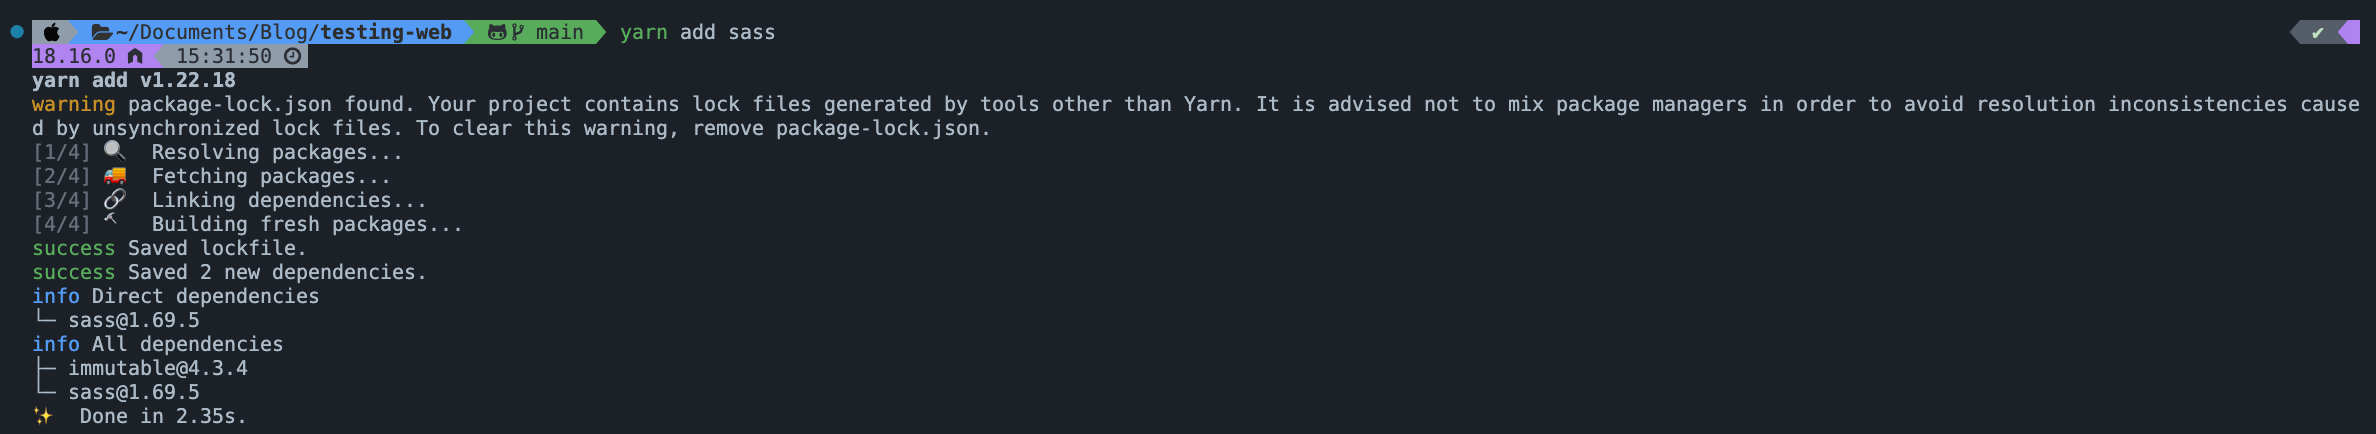 ~/Documents/Blog/testing-web main yarn add sass ✔
18.16.0 15:31:50
yarn add v1.22.18
warning package-lock.json found. Your project contains lock files generated by tools other than Yarn. It is advised not to mix package managers in order to avoid resolution inconsistencies cause
d by unsynchronized lock files. To clear this warning, remove package-lock.json.
[1/4] 🔍 Resolving packages...
[2/4] 🚚 Fetching packages...
[3/4] 🔗 Linking dependencies...
[4/4] 🔨 Building fresh packages...
success Saved lockfile.
success Saved 2 new dependencies.
info Direct dependencies
└─ sass@1.69.5
info All dependencies
├─ immutable@4.3.4
└─ sass@1.69.5
✨ Done in 2.35s.